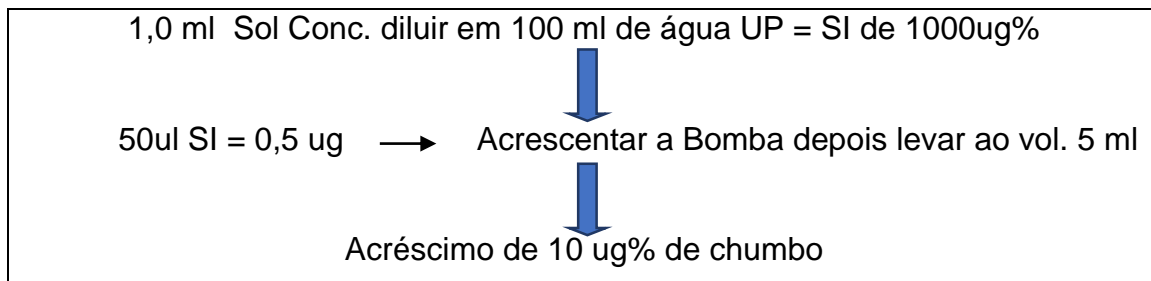 1,0 ml Sol Conc. diluir em 100 ml de água UP = SI de 1000ug%
50ul SI = 0,5 ug → Acrescentar a Bomba depois levar ao vol. 5 ml
Acréscimo de 10 ug% de chumbo